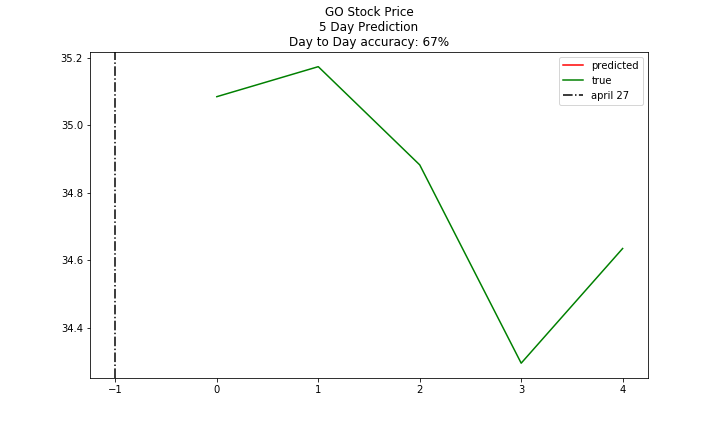 GO Stock Price
5 Day Prediction
Day to Day accuracy: 67%
35.2
35.0
34.8
34.6
34.4
−1 0 1 2 3 4
predicted
true
april 27